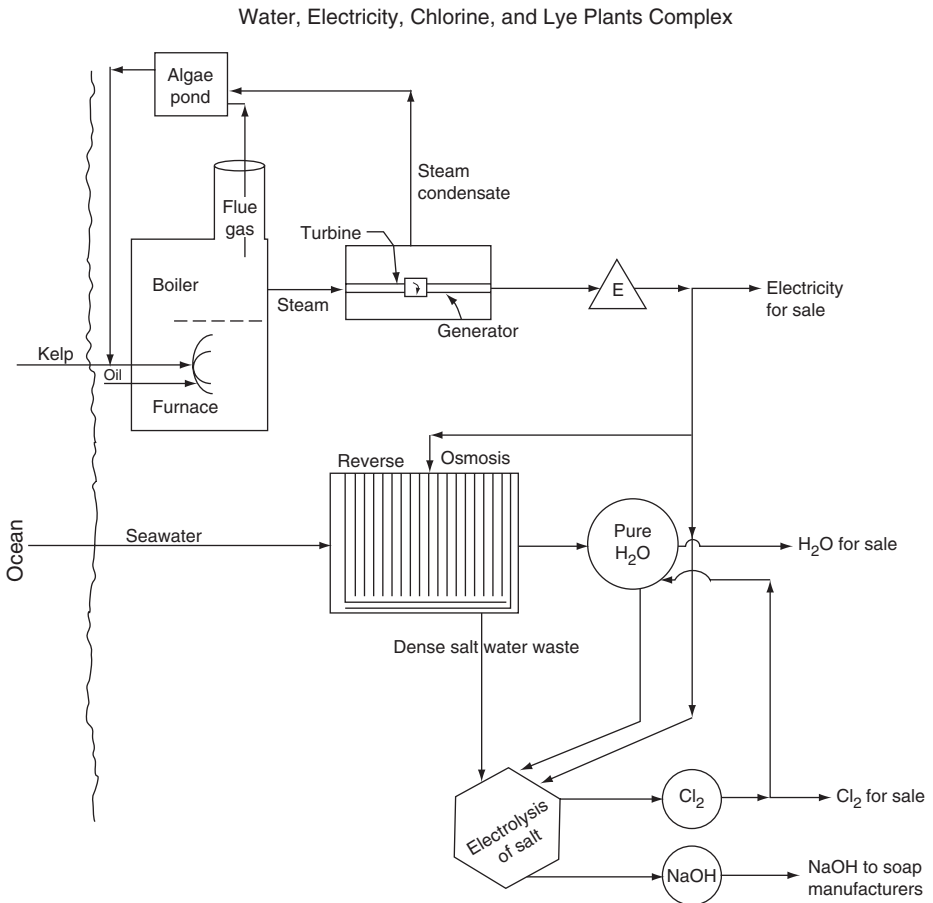 Water, Electricity, Chlorine, and Lye Plants Complex
Algae
pond
Steam
condensate
Flue
gas
Turbine
Boiler
E
Electricity
for sale
Steam
Generator
Kelp
Oil
Furnace
Reverse Osmosis
Ocean
Seawater
Pure
H₂O
H₂O for sale
Dense salt water waste
Electrolysis
of salt
Cl₂
Cl₂ for sale
NaOH
NaOH to soap
manufacturers